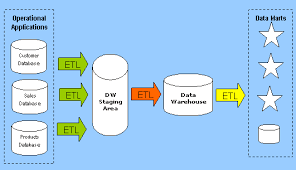 Operational
Applications
Customer
Database
ETL
Sales
Database
ETL
Products
Database
ETL
DW
Staging
Area
ETL
Data
Warehouse
ETL
Data Marts